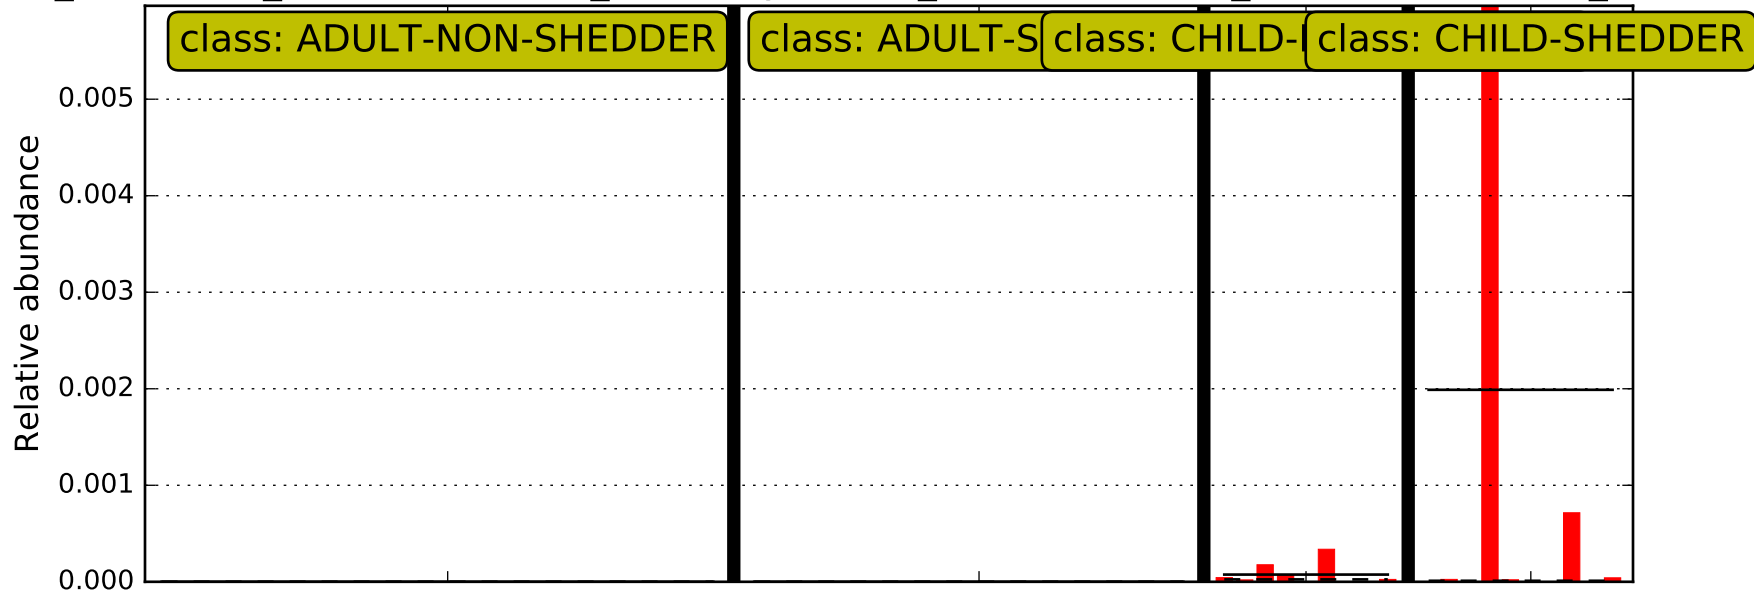 class: ADULT-NON-SHEDDER
class: ADULT-S
class: CHILD-
class: CHILD-SHEDDER
Relative abundance
0.005
0.004
0.003
0.002
0.001
0.000